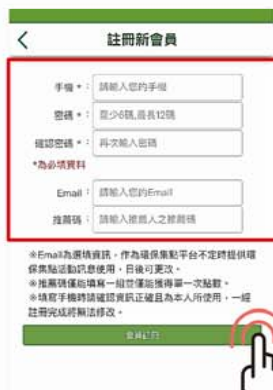 註冊新會員
手機*： 請輸入您的手機
密碼*： 至少6碼,最長12碼
確認密碼*： 再次輸入密碼
*為必填資料
Email： 請輸入您的Email
推薦碼： 請輸入推薦人之推薦碼
※Email為選填資訊，作為環保集點平台不定時提供環
保集點活動訊息使用，日後可更改。
※推薦碼僅能填寫一組並僅能獲得單一次點數。
※填寫手機時請確認資訊正確且為本人所使用，一經
註冊完成將無法修改。
會員註冊